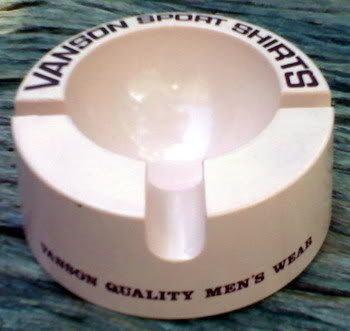 VANSON SPORT SHIRTS
VANSON QUALITY MEN'S WEAR